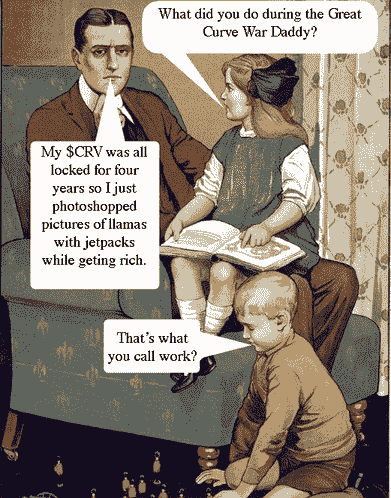 What did you do during the Great
Curve War Daddy?
My $CRV was all
locked for four
years so I just
photoshopped
pictures of llamas
with jetpacks
while geting rich.
That's what
you call work?